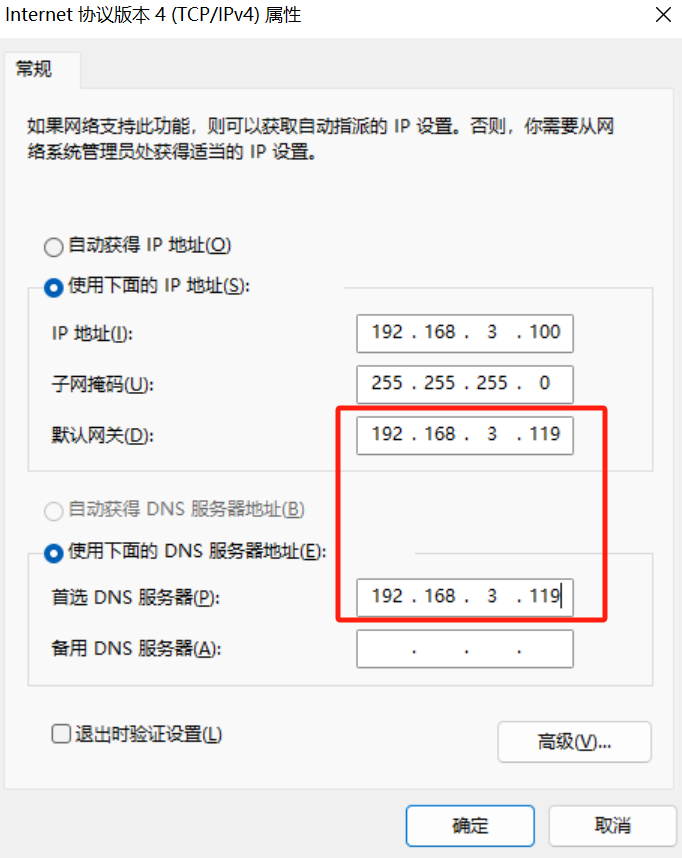 Internet 协议版本 4 (TCP/IPv4) 属性
常规
如果网络支持此功能，则可以获取自动指派的 IP 设置。否则，你需要从网
络系统管理员处获得适当的 IP 设置。
自动获得 IP 地址(O)
使用下面的 IP 地址(S):
IP 地址(I): 192 . 168 . 3 . 100
子网掩码(U): 255 . 255 . 255 . 0
默认网关(D): 192 . 168 . 3 . 119
自动获得 DNS 服务器地址(B)
使用下面的 DNS 服务器地址(E):
首选 DNS 服务器(P): 192 . 168 . 3 . 119
备用 DNS 服务器(A): . . .
退出时验证设置(L)
高级(V)...
确定 取消